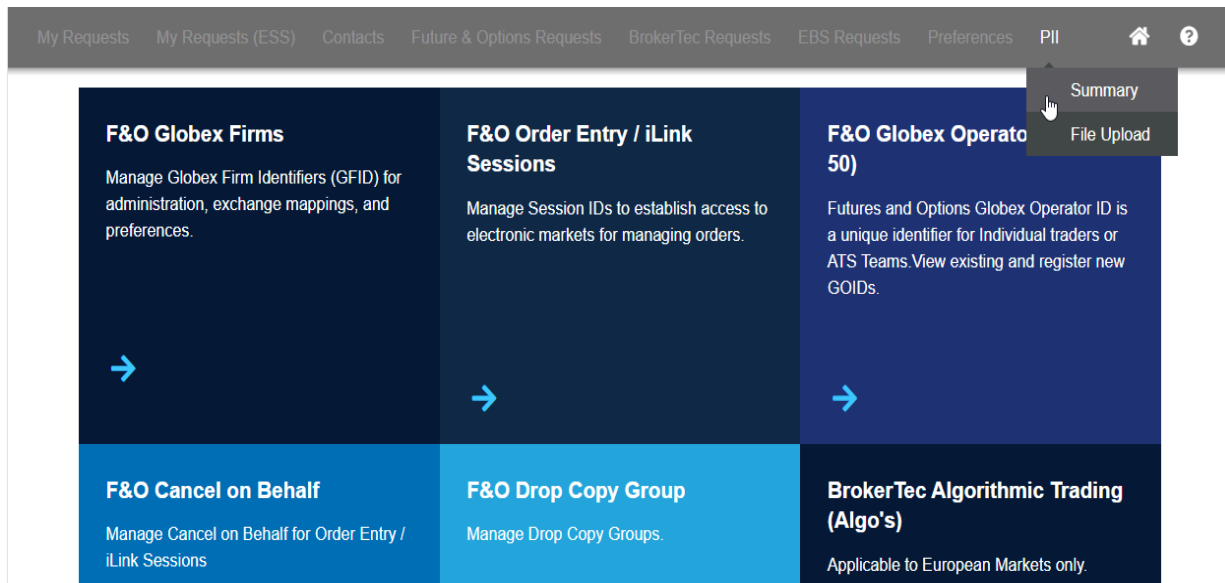 My Requests My Requests (ESS) Contacts Future & Options Requests BrokerTec Requests EBS Requests Preferences PII
Summary
File Upload
F&O Globex Firms
Manage Globex Firm Identifiers (GFID) for
administration, exchange mappings, and
preferences.
F&O Order Entry / iLink
Sessions
Manage Session IDs to establish access to
electronic markets for managing orders.
F&O Globex Operato
50)
Futures and Options Globex Operator ID is
a unique identifier for Individual traders or
ATS Teams.View existing and register new
GOIDs.
F&O Cancel on Behalf
Manage Cancel on Behalf for Order Entry /
iLink Sessions
F&O Drop Copy Group
Manage Drop Copy Groups.
BrokerTec Algorithmic Trading
(Algo's)
Applicable to European Markets only.